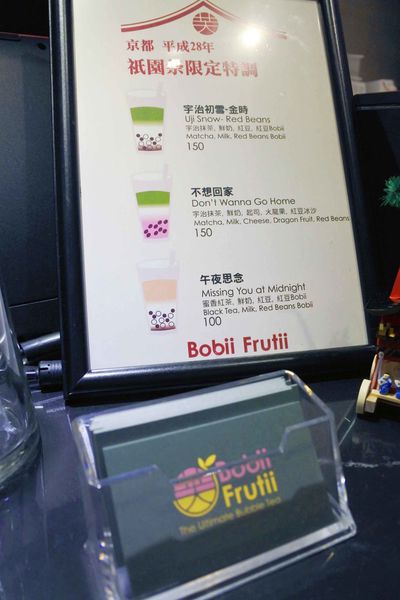 京都 平成28年
祇園祭限定特調
宇治初雪-金時
Uji Snow- Red Beans
宇治抹茶, 鮮奶, 紅豆, 紅豆Bobii
Matcha, Milk, Red Beans Bobii
150
不想回家
Don't Wanna Go Home
宇治抹茶, 鮮奶, 起司, 火龍果, 紅豆冰沙
Matcha, Milk, Cheese, Dragon Fruit, Red Beans
150
午夜思念
Missing You at Midnight
蜜香紅茶, 鮮奶, 紅豆, 紅豆Bobii
Black Tea, Milk, Red Beans Bobii
100
Bobii Frutii
Bobii
Frutii
The Ultimate Bubble Tea